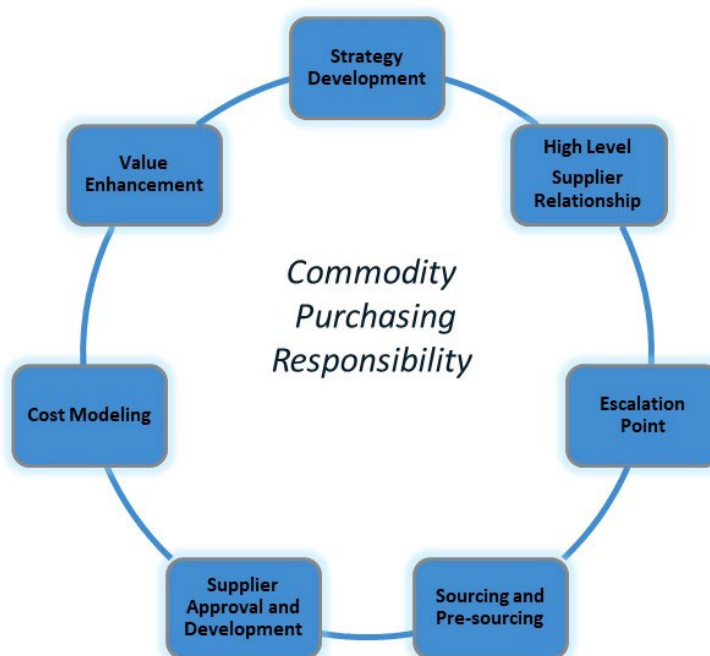 Strategy
Development
High Level
Supplier
Relationship
Escalation
Point
Sourcing and
Pre-sourcing
Supplier
Approval and
Development
Cost Modeling
Value
Enhancement
Commodity
Purchasing
Responsibility